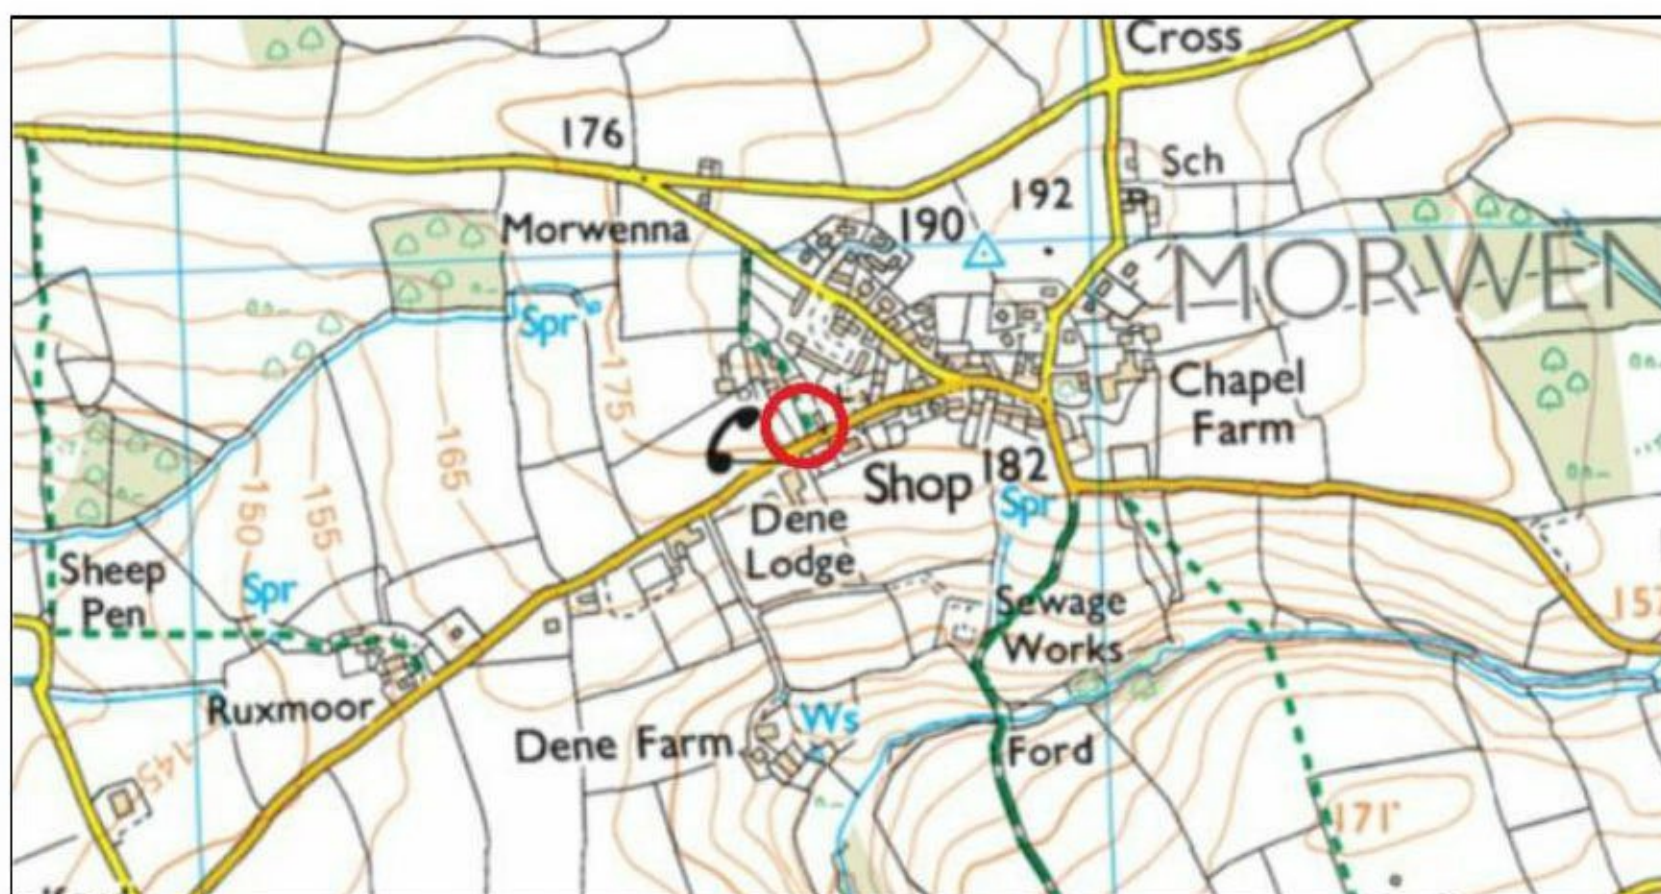 Cross
176
Sch
192
Morwenna
190
MORWEN
Spr
175
Chapel
Farm
165
Shop
182
Spr
150
155
Dene
Lodge
Sheep
Pen
Spr
Sewage
Works
157
Ruxmoor
Ws
Dene Farm
Ford
145
171